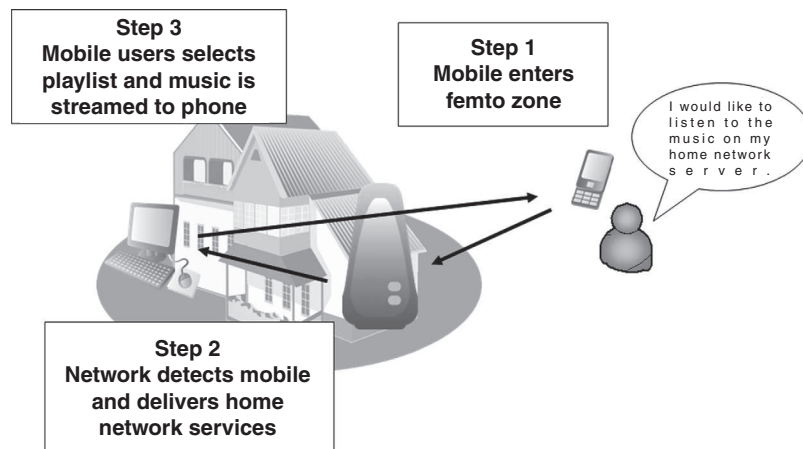 Step 3
Mobile users selects
playlist and music is
streamed to phone
Step 1
Mobile enters
femto zone
I would like to
listen to the
music on my
home network
server.
Step 2
Network detects mobile
and delivers home
network services